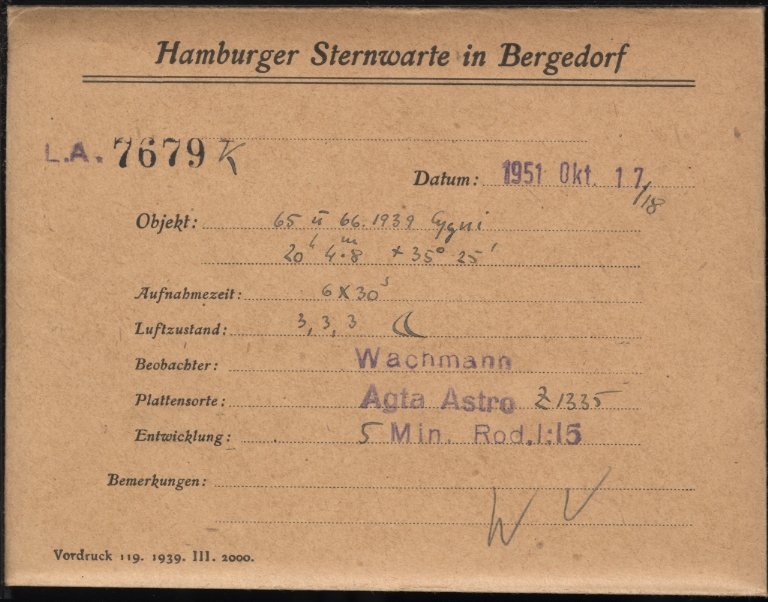 Hamburger Sternwarte in Bergedorf
L.A. 7679 K
Datum: 1951 Okt. 17/18
Objekt: 65 ü 66.1939 Cygni
20ʰ 4ᵐ.8 + 35° 25'
Aufnahmezeit: 6 X 30ˢ
Luftzustand: 3, 3, 3
Beobachter: Wachmann
Plattensorte: Agfa Astro Z 1335
Entwicklung: 5 Min. Rod.1:15
Bemerkungen:
W V
Vordruck 119. 1939. III. 2000.